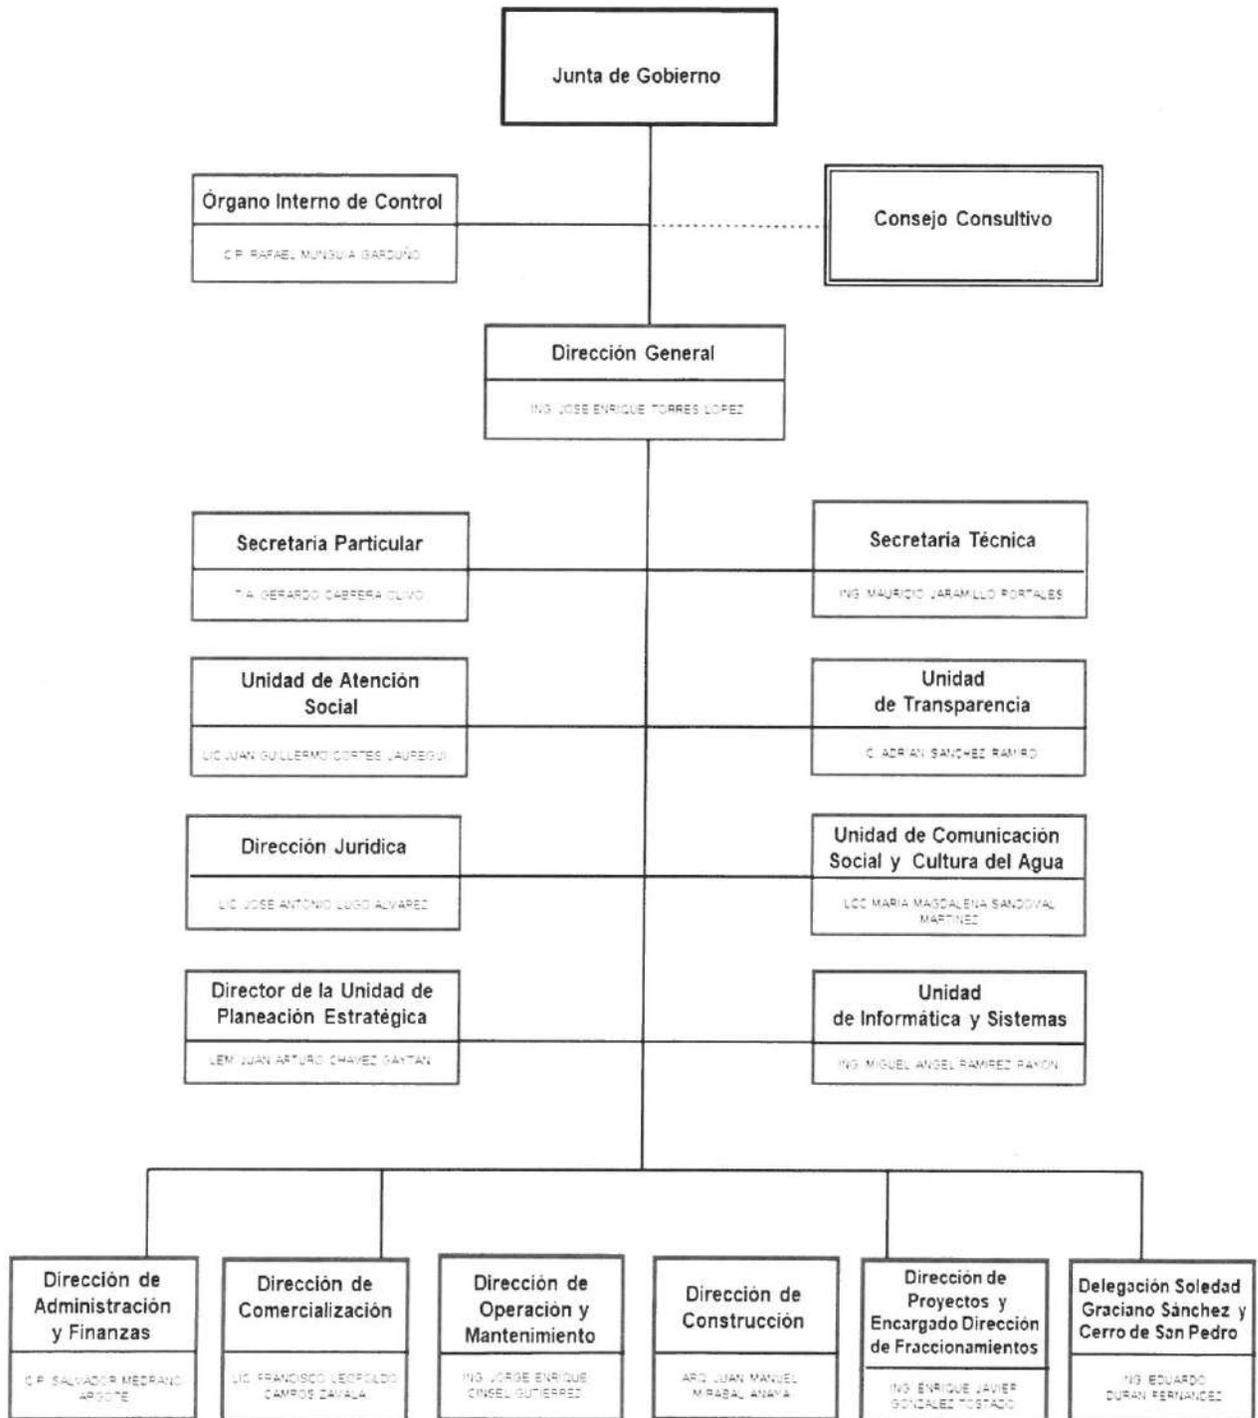 Junta de Gobierno
Órgano Interno de Control
C.P. RAFAEL MUNGUIA GARDUÑO
Consejo Consultivo
Dirección General
ING. JOSE ENRIQUE TORRES LOPEZ
Secretaría Particular
T.A. GERARDO CABRERA OLIVO
Secretaria Técnica
ING. MAURICIO JARAMILLO PORTALES
Unidad de Atención
Social
LIC JUAN GUILLERMO CORTES JAUREGUI
Unidad
de Transparencia
C. ADRIAN SANCHEZ RAMIRO
Dirección Jurídica
LIC. JOSE ANTONIO LUGO ALVAREZ
Unidad de Comunicación
Social y Cultura del Agua
LCC MARIA MAGDALENA SANDOVAL
MARTINEZ
Director de la Unidad de
Planeación Estratégica
LEM. JUAN ARTURO CHAVEZ GAYTAN
Unidad
de Informática y Sistemas
ING. MIGUEL ANGEL RAMIREZ RAYON
Dirección de
Administración
y Finanzas
C.P. SALVADOR MEDRANO
ARGOTE
Dirección de
Comercialización
LIC. FRANCISCO LEOPOLDO
CAMPOS ZAVALA
Dirección de
Operación y
Mantenimiento
ING. JORGE ENRIQUE
CINSEL GUTIERREZ
Dirección de
Construcción
ARQ. JUAN MANUEL
MIRABAL ANAYA
Dirección de
Proyectos y
Encargado Dirección
de Fraccionamientos
ING. ENRIQUE JAVIER
GONZALEZ TOSTADO
Delegación Soledad
Graciano Sánchez y
Cerro de San Pedro
ING. EDUARDO
DURAN FERNANDEZ